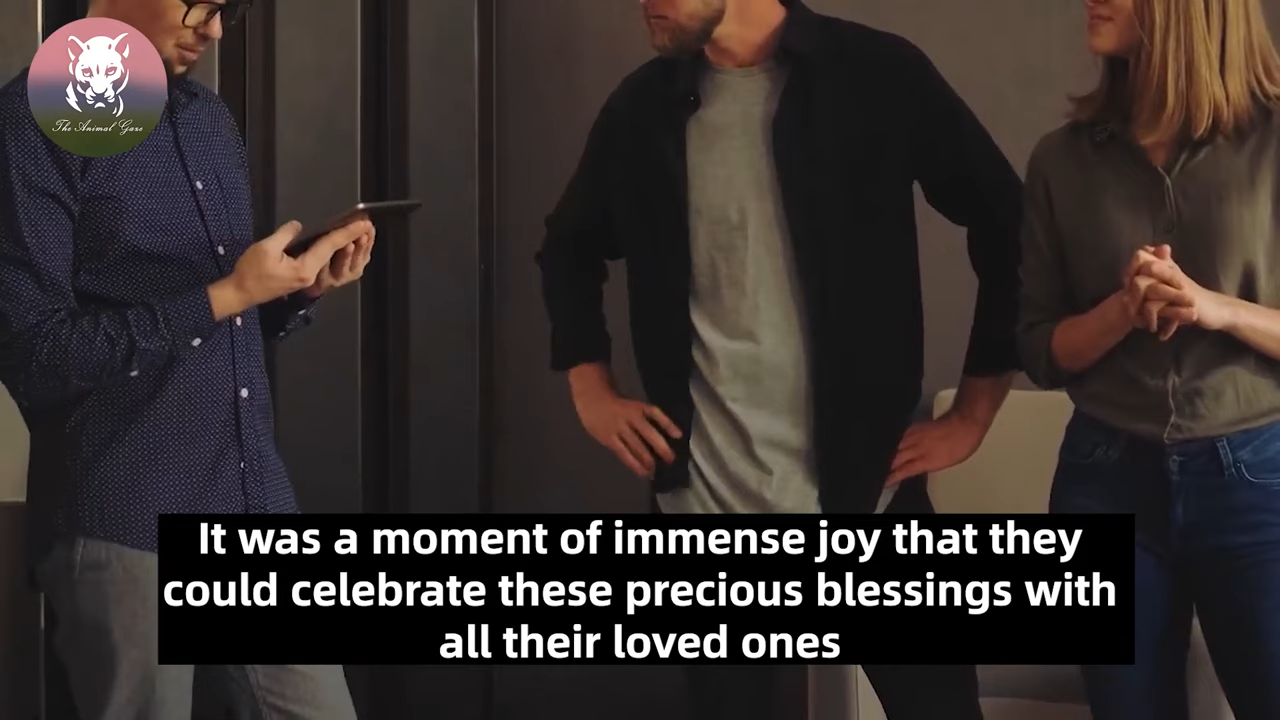 The Animal Gaze
It was a moment of immense joy that they
could celebrate these precious blessings with
all their loved ones